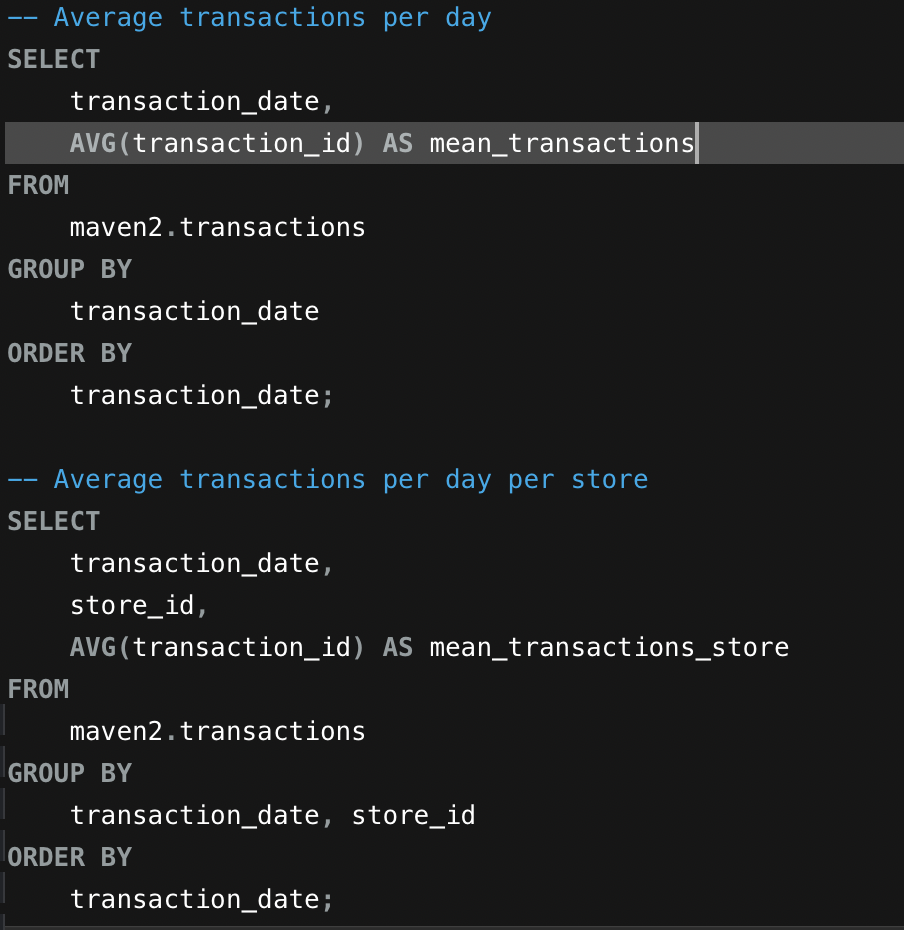 -- Average transactions per day
SELECT
    transaction_date,
    AVG(transaction_id) AS mean_transactions
FROM
    maven2.transactions
GROUP BY
    transaction_date
ORDER BY
    transaction_date;

-- Average transactions per day per store
SELECT
    transaction_date,
    store_id,
    AVG(transaction_id) AS mean_transactions_store
FROM
    maven2.transactions
GROUP BY
    transaction_date, store_id
ORDER BY
    transaction_date;